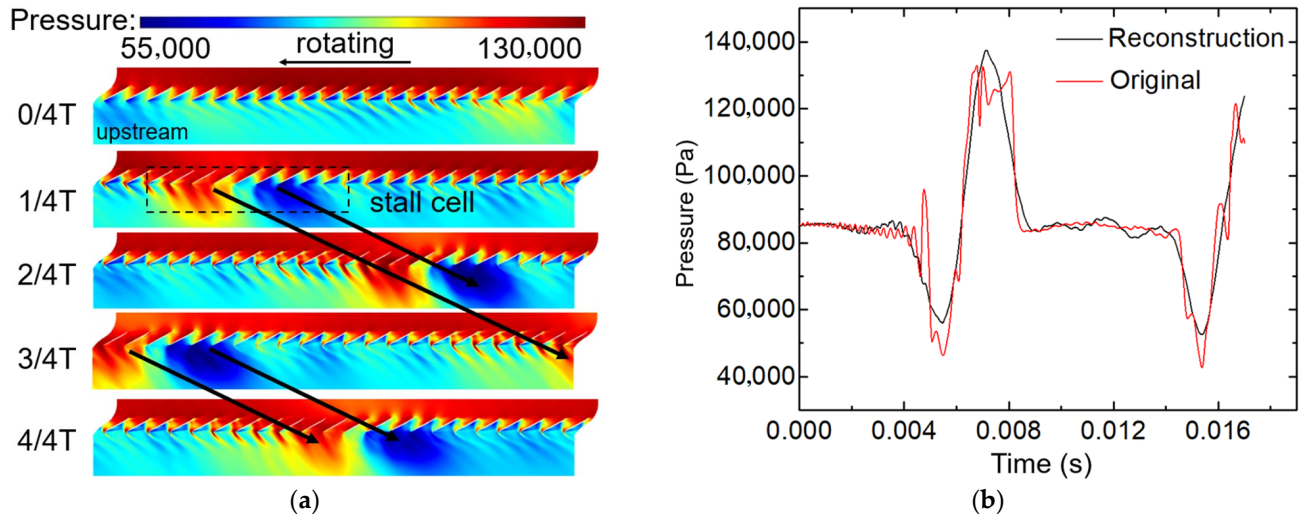 Pressure:
55,000
rotating
130,000
0/4T
upstream
1/4T
stall cell
2/4T
3/4T
4/4T
(a)
140,000
120,000
100,000
80,000
60,000
40,000
Pressure (Pa)
Reconstruction
Original
0.000
0.004
0.008
0.012
0.016
Time (s)
(b)